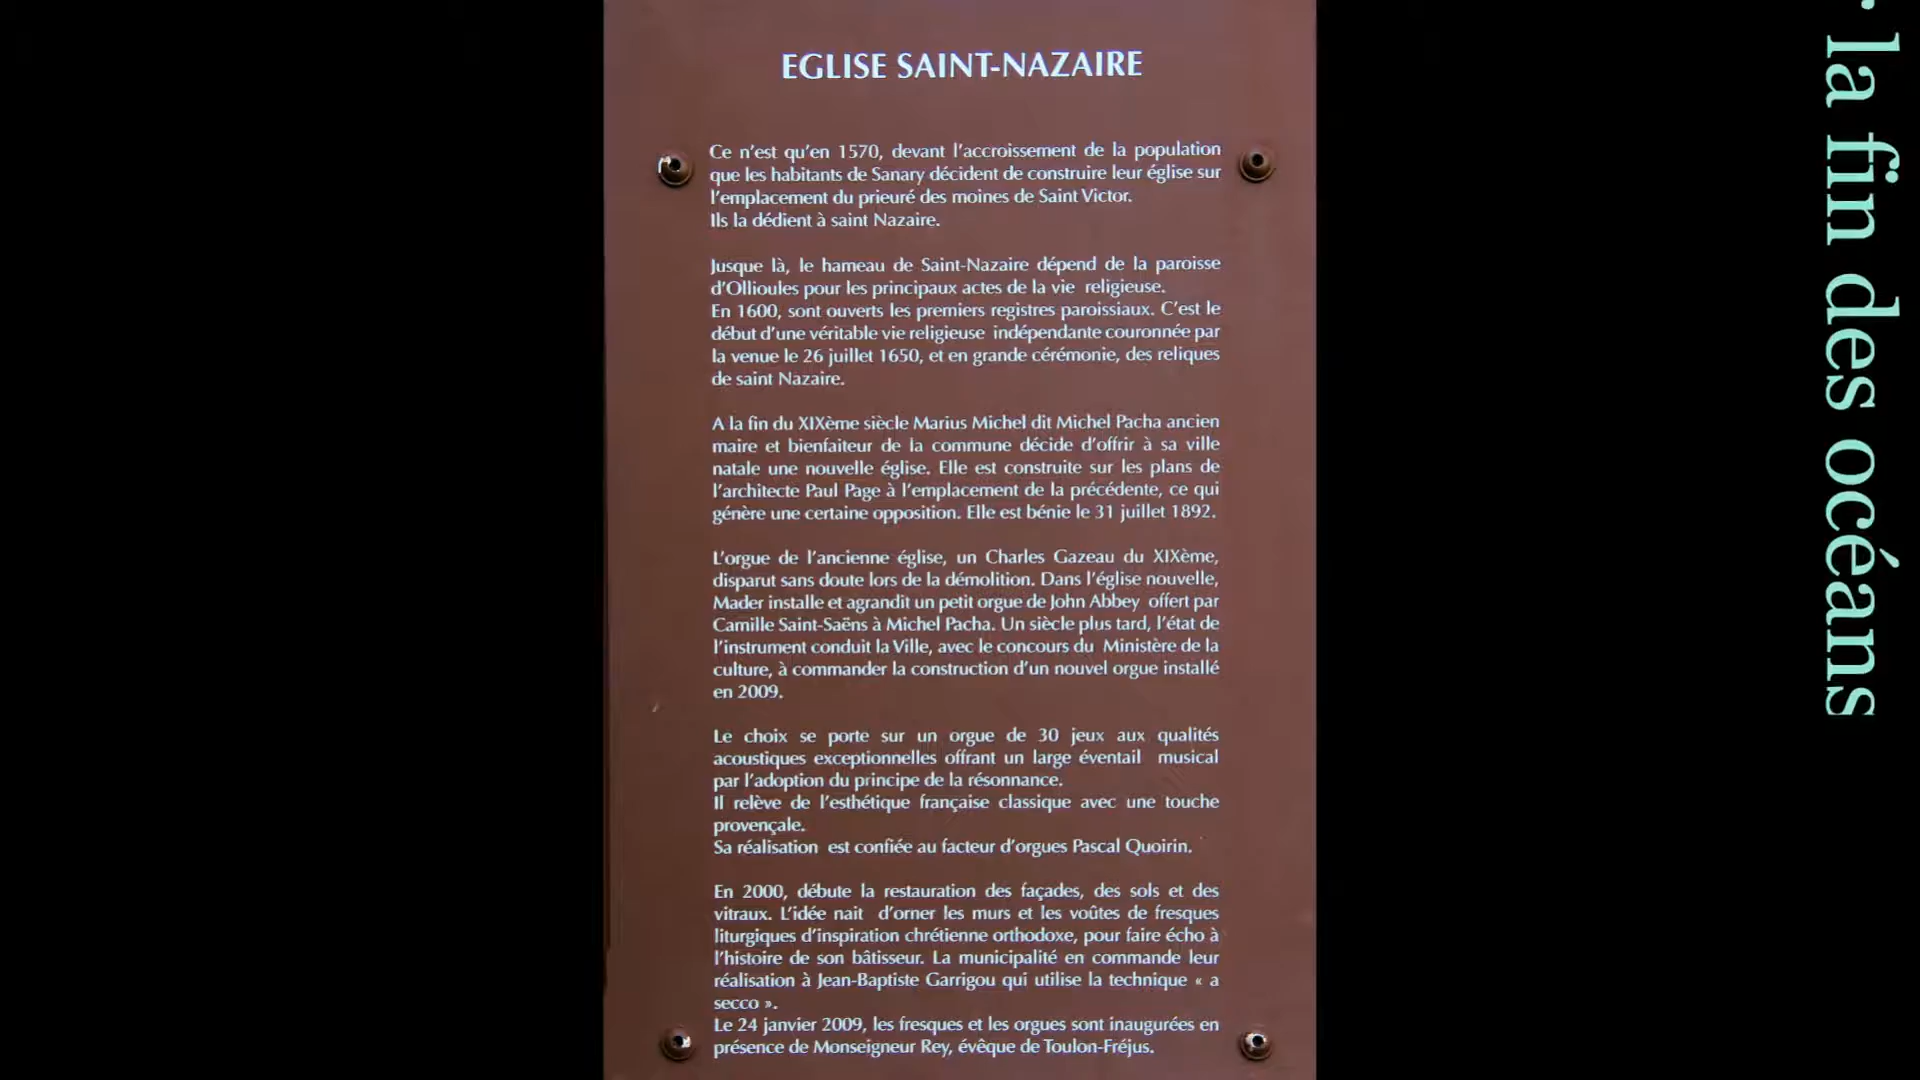 EGLISE SAINT-NAZAIRE
Ce n'est qu'en 1570, devant l'accroissement de la population
que les habitants de Sanary décident de construire leur église sur
l'emplacement du prieuré des moines de Saint Victor.
Ils la dédient à saint Nazaire.
Jusque là, le hameau de Saint-Nazaire dépend de la paroisse
d'Ollioules pour les principaux actes de la vie religieuse.
En 1600, sont ouverts les premiers registres paroissiaux. C'est le
début d'une véritable vie religieuse indépendante couronnée par
la venue le 26 juillet 1650, et en grande cérémonie, des reliques
de saint Nazaire.
A la fin du XIXème siècle Marius Michel dit Michel Pacha ancien
maire et bienfaiteur de la commune décide d'offrir à sa ville
natale une nouvelle église. Elle est construite sur les plans de
l'architecte Paul Page à l'emplacement de la précédente, ce qui
génère une certaine opposition. Elle est bénie le 31 juillet 1892.
L'orgue de l'ancienne église, un Charles Gazeau du XIXème,
disparut sans doute lors de la démolition. Dans l'église nouvelle,
Mader installe et agrandit un petit orgue de John Abbey offert par
Camille Saint-Saëns à Michel Pacha. Un siècle plus tard, l'état de
l'instrument conduit la Ville, avec le concours du Ministère de la
culture, à commander la construction d'un nouvel orgue installé
en 2009.
Le choix se porte sur un orgue de 30 jeux aux qualités
acoustiques exceptionnelles offrant un large éventail musical
par l'adoption du principe de la résonnance.
Il relève de l'esthétique française classique avec une touche
provençale.
Sa réalisation est confiée au facteur d'orgues Pascal Quoirin.
En 2000, débute la restauration des façades, des sols et des
vitraux. L'idée nait d'orner les murs et les voûtes de fresques
liturgiques d'inspiration chrétienne orthodoxe, pour faire écho à
l'histoire de son bâtisseur. La municipalité en commande leur
réalisation à Jean-Baptiste Garrigou qui utilise la technique « a
secco ».
Le 24 janvier 2009, les fresques et les orgues sont inaugurées en
présence de Monseigneur Rey, évêque de Toulon-Fréjus.
la fin des océans